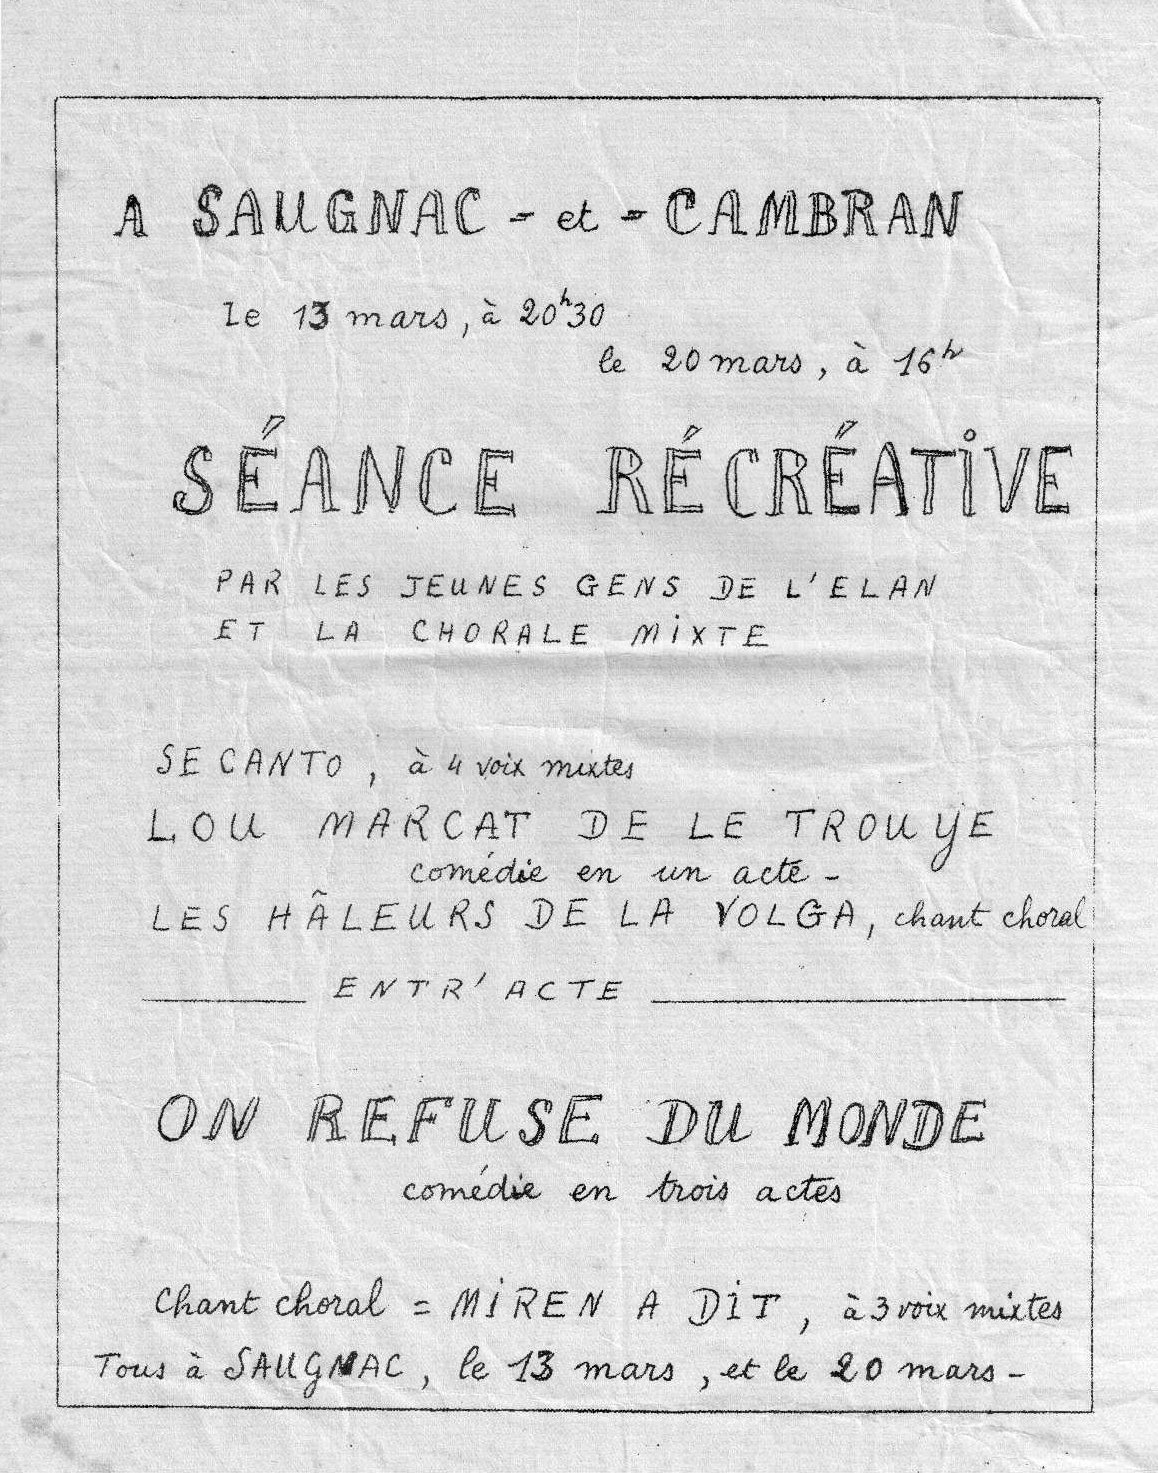 A SAUGNAC - et - CAMBRAN
le 13 mars, à 20h30
le 20 mars, à 16h
SÉANCE RÉCRÉATIVE
PAR LES JEUNES GENS DE L'ELAN
ET LA CHORALE MIXTE
SE CANTO, à 4 voix mixtes
LOU MARCAT DE LE TROUYE
comédie en un acte -
LES HÂLEURS DE LA VOLGA, chant choral
ENTR'ACTE
ON REFUSE DU MONDE
comédie en trois actes
Chant choral = MIREN A DIT, à 3 voix mixtes
Tous à SAUGNAC, le 13 mars, et le 20 mars -